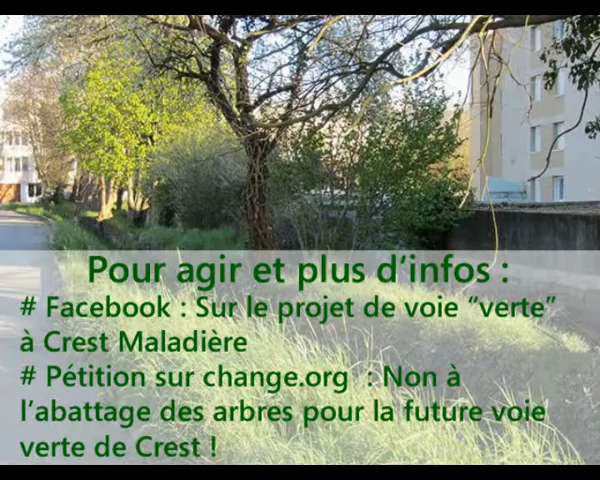 Pour agir et plus d'infos :
# Facebook : Sur le projet de voie "verte"
à Crest Maladière
# Pétition sur change.org : Non à
l'abattage des arbres pour la future voie
verte de Crest !